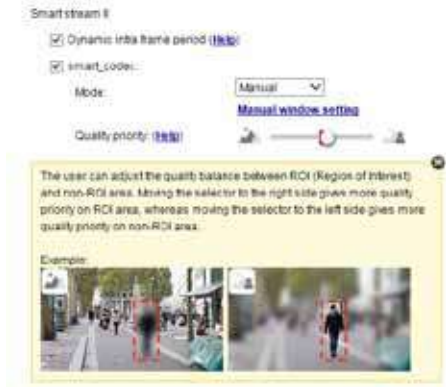 Smart stream II
Dynamic intra frame period (Help)
smart_codec:
Mode: Manual
Manual window setting
Quality priority: (Help)
The user can adjust the quality balance between ROI (Region of Interest)
and non-ROI area. Moving the selector to the right side gives more quality
priority on ROI area, whereas moving the selector to the left side gives more
quality priority on non-ROI area.
Example: